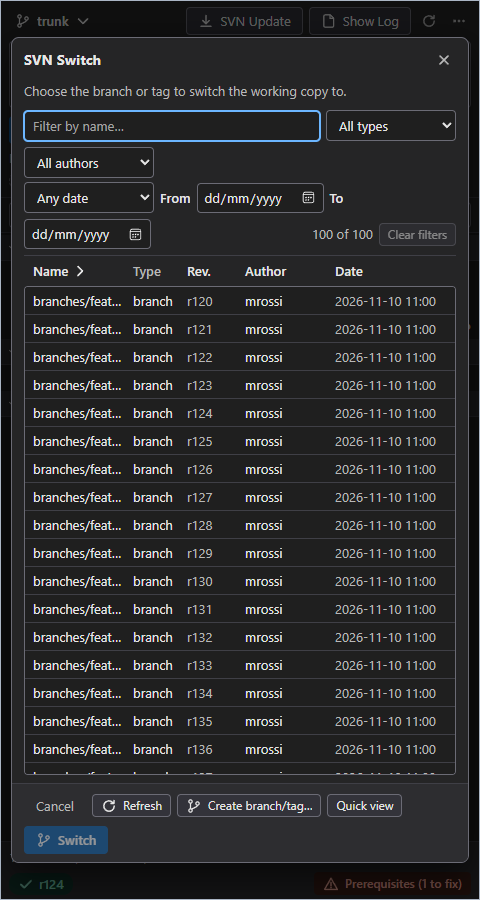 trunk SVN Update Show Log
SVN Switch
Choose the branch or tag to switch the working copy to.
Filter by name... All types
All authors
Any date From dd/mm/yyyy To
dd/mm/yyyy 100 of 100 Clear filters
Name Type Rev. Author Date
branches/feat... branch r120 mrossi 2026-11-10 11:00
branches/feat... branch r121 mrossi 2026-11-10 11:00
branches/feat... branch r122 mrossi 2026-11-10 11:00
branches/feat... branch r123 mrossi 2026-11-10 11:00
branches/feat... branch r124 mrossi 2026-11-10 11:00
branches/feat... branch r125 mrossi 2026-11-10 11:00
branches/feat... branch r126 mrossi 2026-11-10 11:00
branches/feat... branch r127 mrossi 2026-11-10 11:00
branches/feat... branch r128 mrossi 2026-11-10 11:00
branches/feat... branch r129 mrossi 2026-11-10 11:00
branches/feat... branch r130 mrossi 2026-11-10 11:00
branches/feat... branch r131 mrossi 2026-11-10 11:00
branches/feat... branch r132 mrossi 2026-11-10 11:00
branches/feat... branch r133 mrossi 2026-11-10 11:00
branches/feat... branch r134 mrossi 2026-11-10 11:00
branches/feat... branch r135 mrossi 2026-11-10 11:00
branches/feat... branch r136 mrossi 2026-11-10 11:00
Cancel Refresh Create branch/tag... Quick view
Switch
r124 Prerequisites (1 to fix)